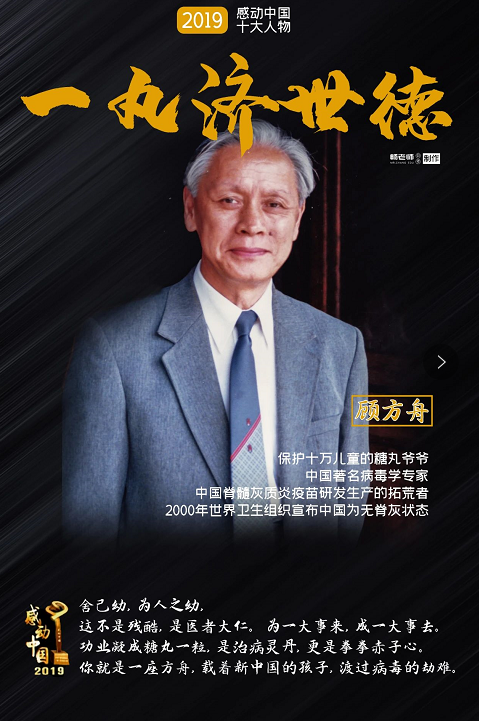 2019
感动中国
十大人物
一丸济世德
杨老师
制作
顾方舟
保护十万儿童的糖丸爷爷
中国著名病毒学专家
中国脊髓灰质炎疫苗研发生产的拓荒者
2000年世界卫生组织宣布中国为无脊灰状态
感动中国
2019
舍己幼，为人之幼，
这不是残酷，是医者大仁。为一大事来，成一大事去。
功业凝成糖丸一粒，是治病灵丹，更是拳拳赤子心。
你就是一座方舟，载着新中国的孩子，渡过病毒的劫难。